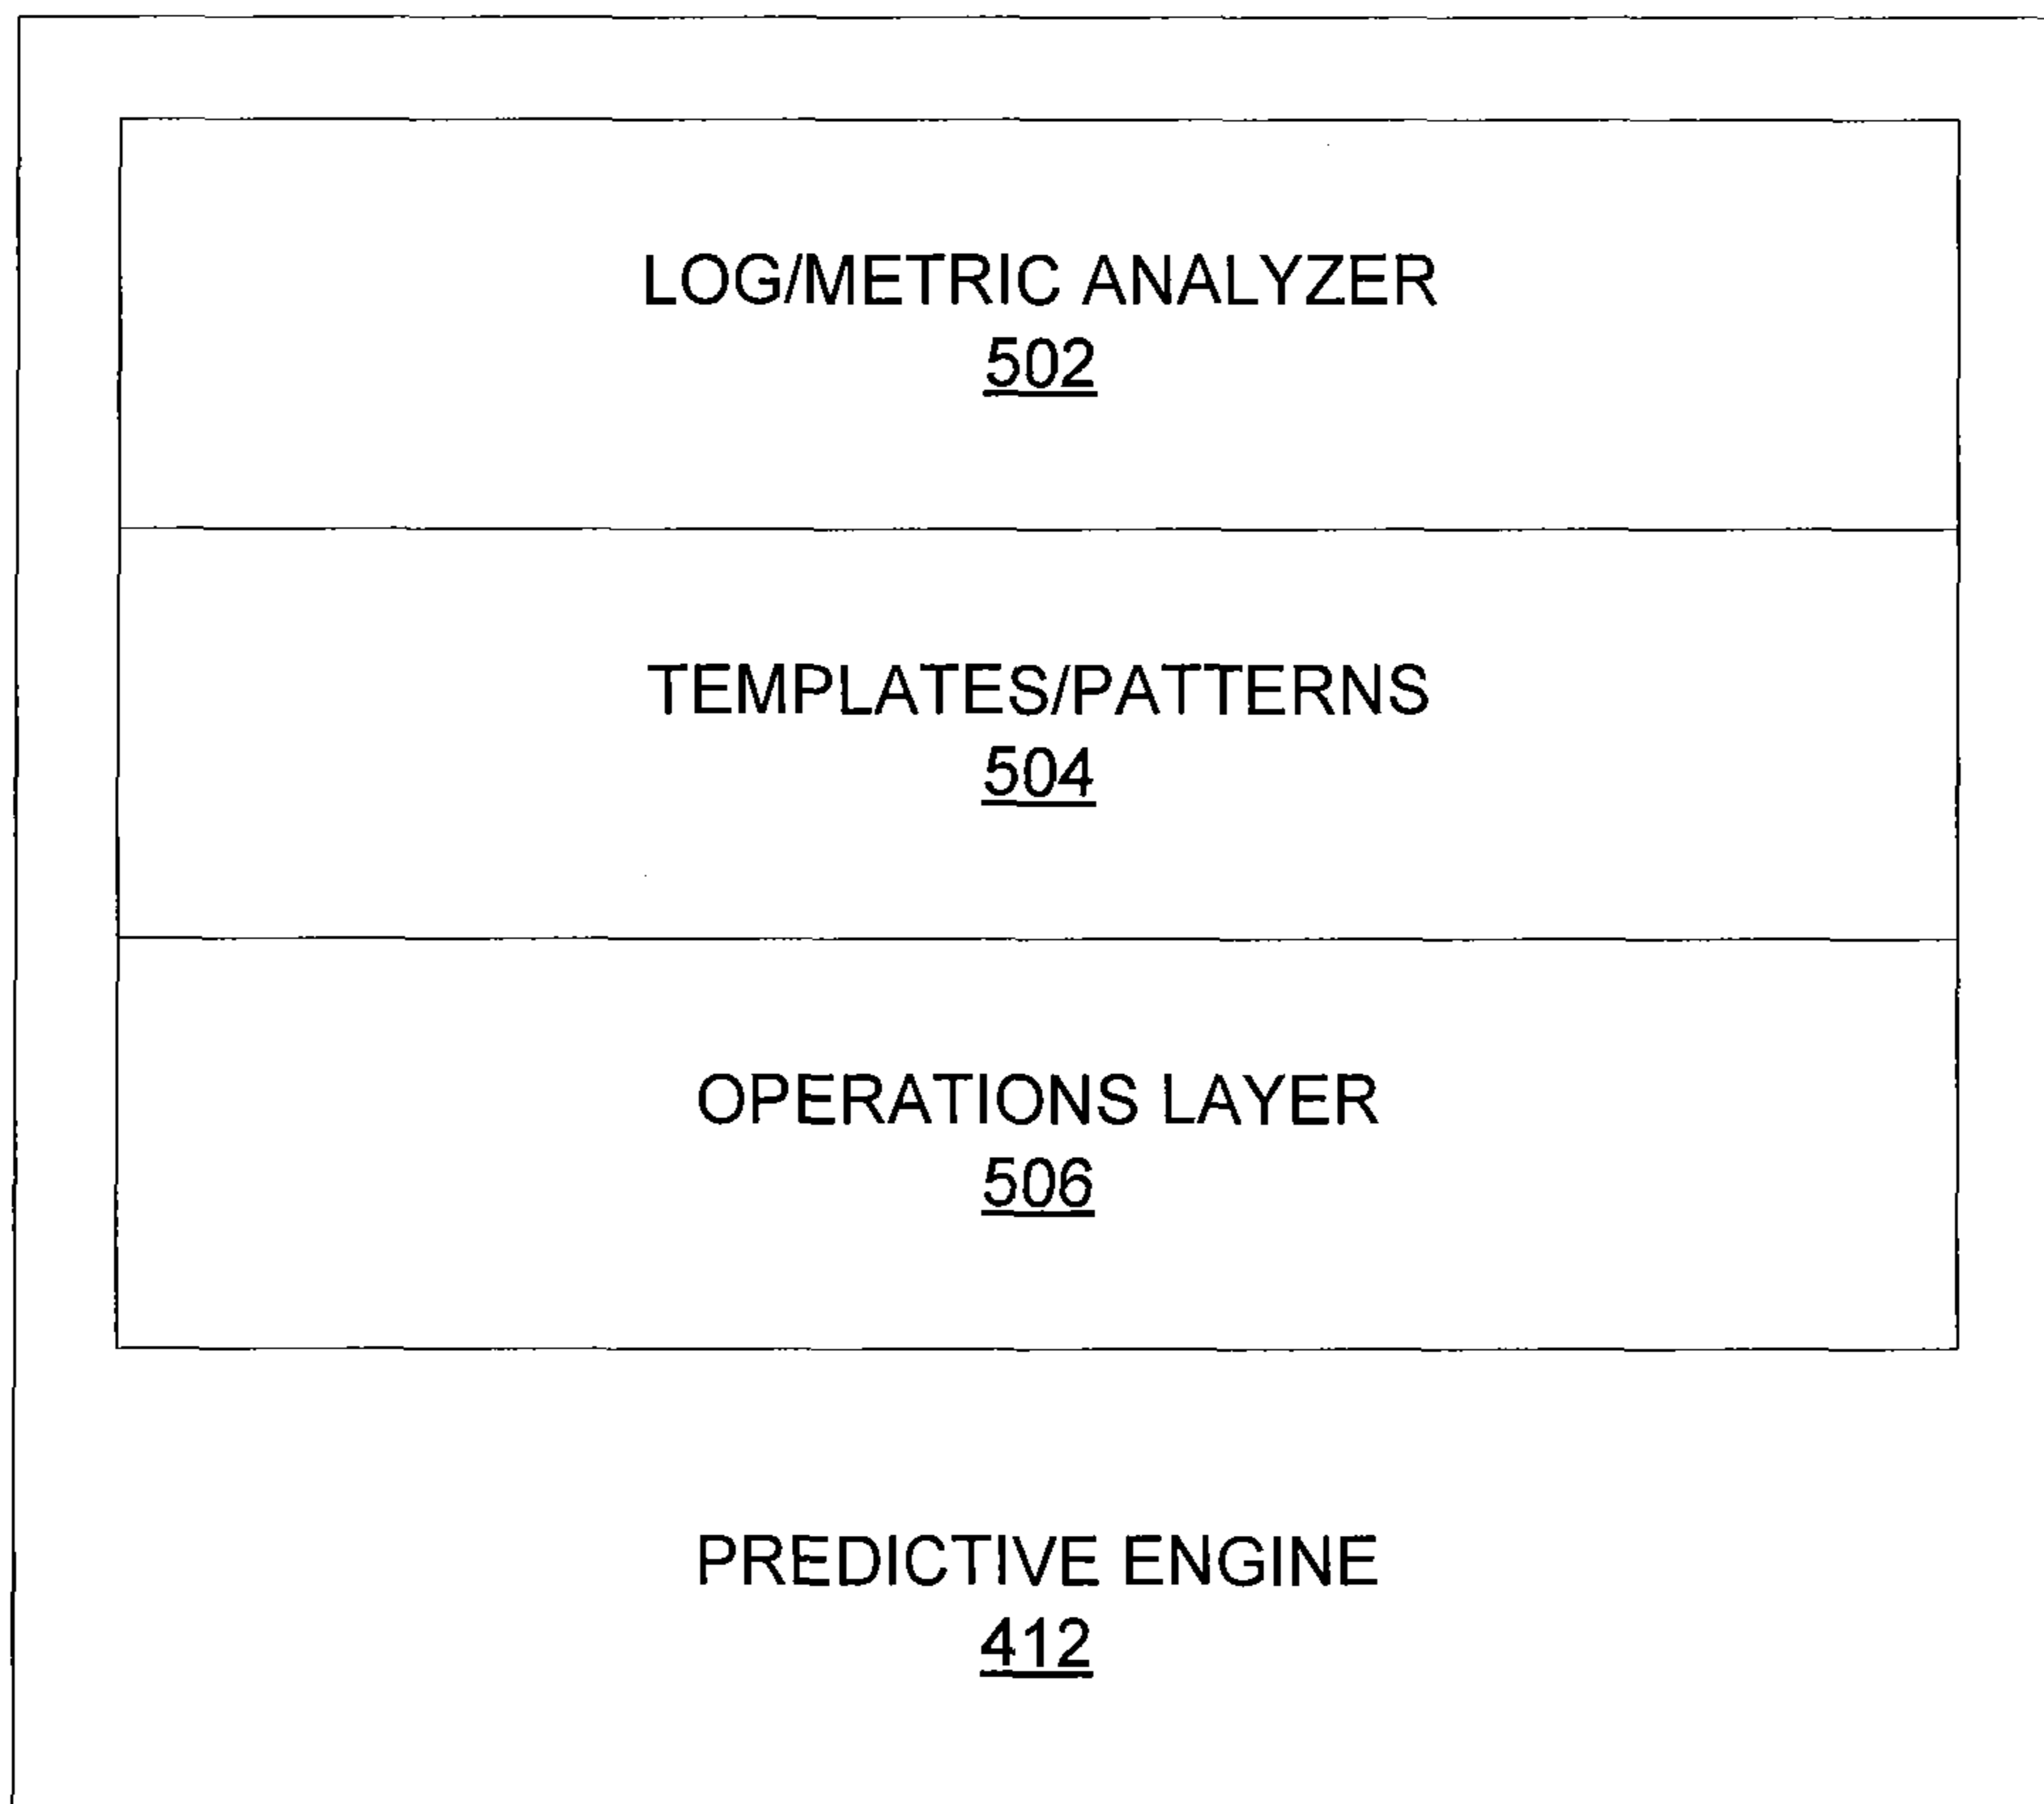 LOG/METRIC ANALYZER
502
TEMPLATES/PATTERNS
504
OPERATIONS LAYER
506
PREDICTIVE ENGINE
412